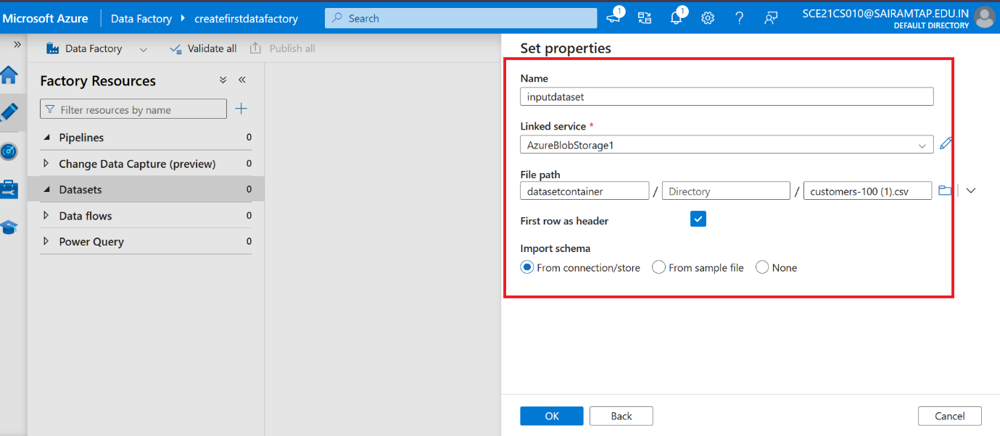 Microsoft Azure Data Factory createfirstdatafactory Search 1 1 SCE21CS010@SAIRAMTAP.EDU.IN
DEFAULT DIRECTORY
Data Factory Validate all Publish all
Factory Resources
Filter resources by name
Pipelines 0
Change Data Capture (preview) 0
Datasets 0
Data flows 0
Power Query 0
Set properties
Name
inputdataset
Linked service *
AzureBlobStorage1
File path
datasetcontainer / Directory / customers-100 (1).csv
First row as header
Import schema
From connection/store From sample file None
OK Back Cancel